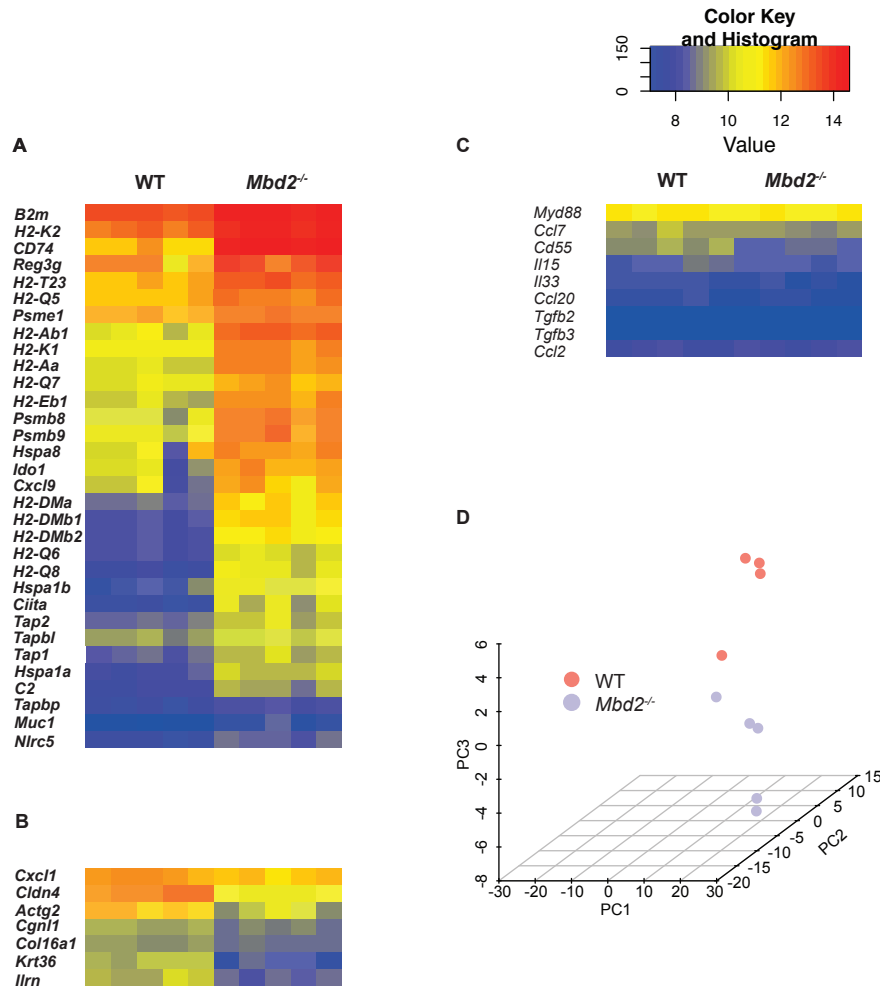 Color Key
and Histogram
0
150
8
10
12
14
Value
A
WT
Mbd2-/-
B2m
H2-K2
CD74
Reg3g
H2-T23
H2-Q5
Psme1
H2-Ab1
H2-K1
H2-Aa
H2-Q7
H2-Eb1
Psmb8
Psmb9
Hspa8
Ido1
Cxcl9
H2-DMa
H2-DMb1
H2-DMb2
H2-Q6
H2-Q8
Hspa1b
Ciita
Tap2
Tapbl
Tap1
Hspa1a
C2
Tapbp
Muc1
Nlrc5
B
Cxcl1
Cldn4
Actg2
Cgnl1
Col16a1
Krt36
Ilrn
C
WT
Mbd2-/-
Myd88
Ccl7
Cd55
Il15
Il33
Ccl20
Tgfb2
Tgfb3
Ccl2
D
WT
Mbd2-/-
PC3
6
4
2
0
-2
-4
-6
-8
-30
-20
-10
0
10
20
30
PC1
-20
-15
-10
-5
0
5
10
15
PC2